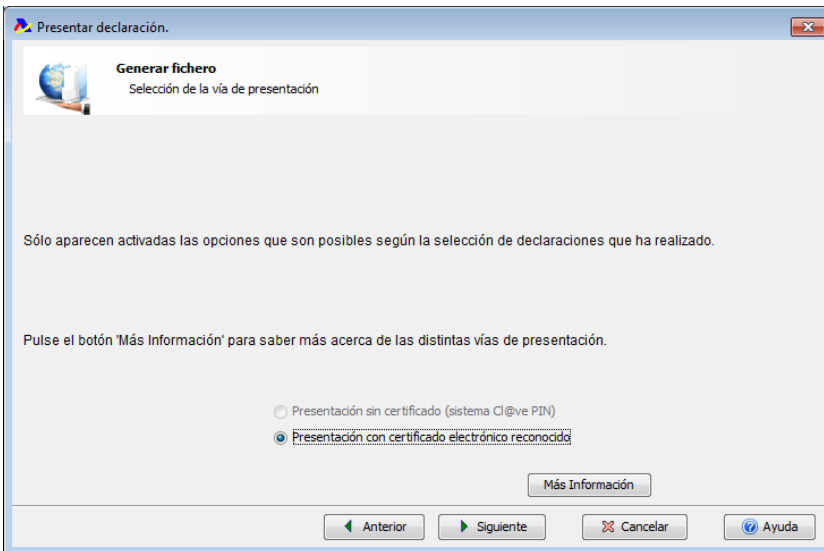 Presentar declaración.
Generar fichero
Selección de la vía de presentación
Sólo aparecen activadas las opciones que son posibles según la selección de declaraciones que ha realizado.
Pulse el botón 'Más Información' para saber más acerca de las distintas vías de presentación.
Presentación sin certificado (sistema Cl@ve PIN)
Presentación con certificado electrónico reconocido
Más Información
Anterior Siguiente Cancelar Ayuda